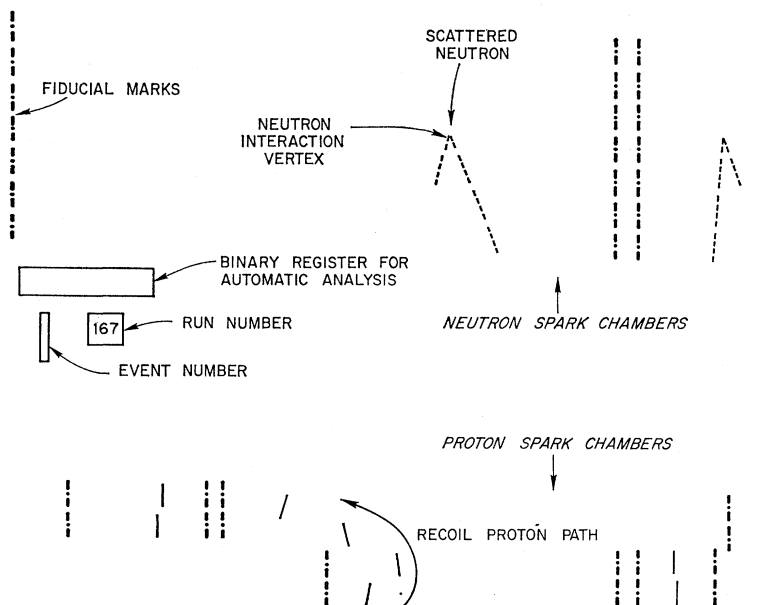 SCATTERED
NEUTRON
FIDUCIAL MARKS
NEUTRON
INTERACTION
VERTEX
BINARY REGISTER FOR
AUTOMATIC ANALYSIS
167
RUN NUMBER
NEUTRON SPARK CHAMBERS
EVENT NUMBER
PROTON SPARK CHAMBERS
RECOIL PROTON PATH